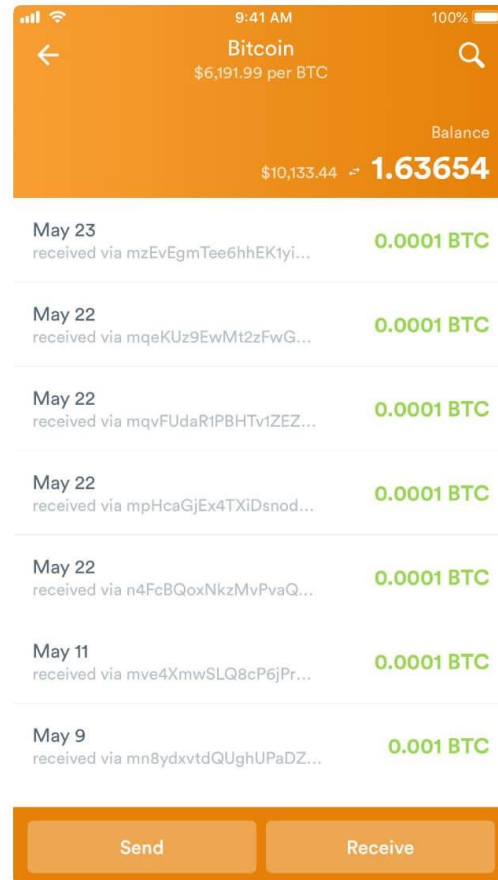 9:41 AM
100%
Bitcoin
$6,191.99 per BTC
Balance
$10,133.44 1.63654
May 23
received via mzEvEgmTee6hhEK1yi...
0.0001 BTC
May 22
received via mqeKUz9EwMt2zFwG...
0.0001 BTC
May 22
received via mqvFUdaR1PBHTv1ZEZ...
0.0001 BTC
May 22
received via mpHcaGjEx4TXiDsnod...
0.0001 BTC
May 22
received via n4FcBQoxNkzMvPvaQ...
0.0001 BTC
May 11
received via mve4XmwSLQ8cP6jPr...
0.0001 BTC
May 9
received via mn8ydxvtdQUghUPaDZ...
0.001 BTC
Send
Receive